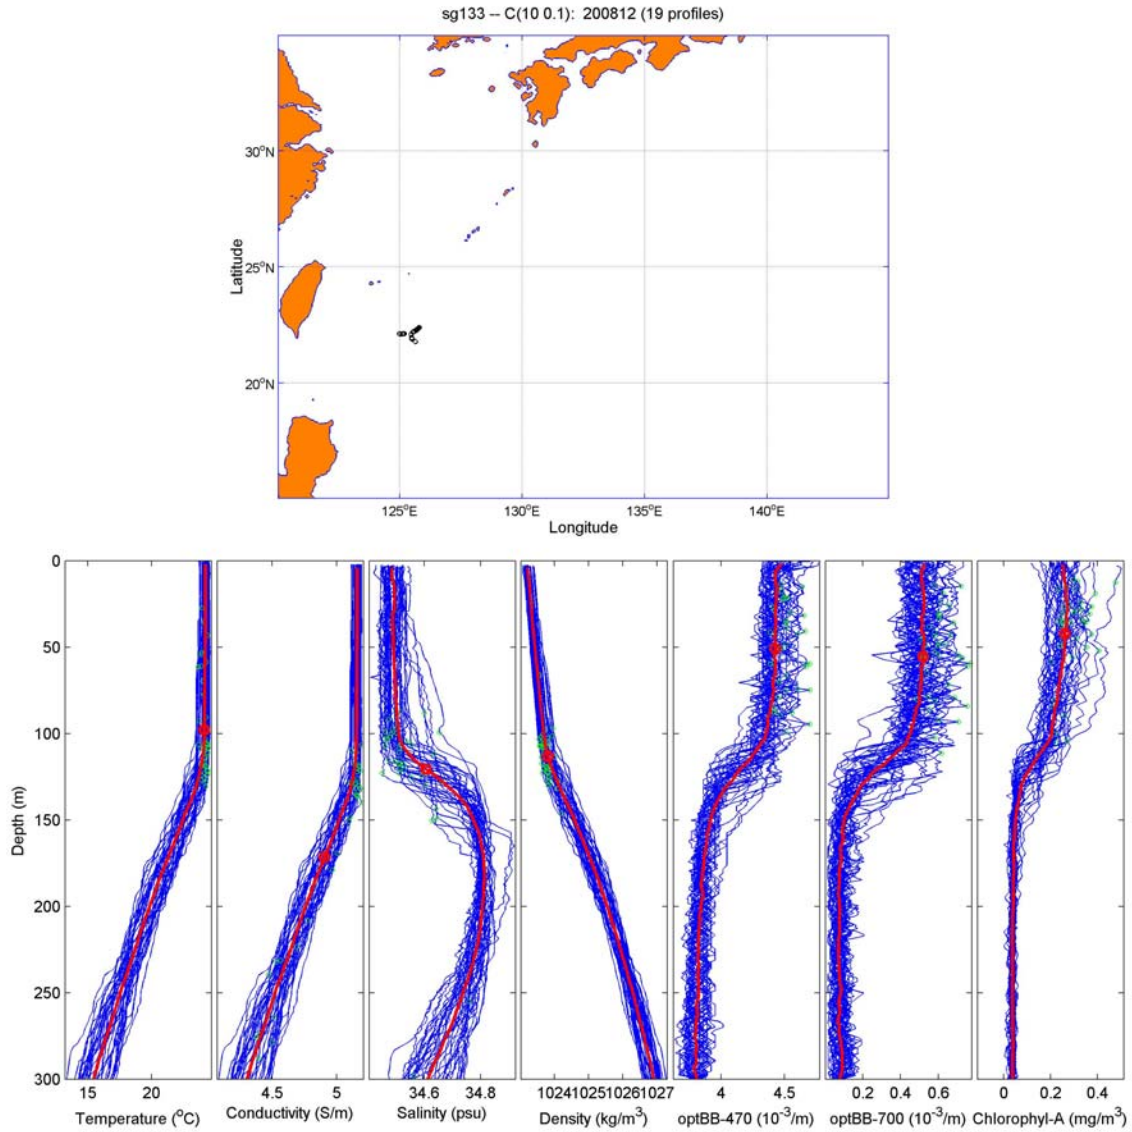 sg133 -- C(10 0.1): 200812 (19 profiles)
30°N
25°N
20°N
Latitude
125°E 130°E 135°E 140°E
Longitude
0
50
100
150
200
250
300
Depth (m)
15 20
4.5 5
34.6 34.8
1024 1025 1026 1027
4 4.5
0.2 0.4 0.6
0 0.2 0.4
Temperature (°C)
Conductivity (S/m)
Salinity (psu)
Density (kg/m³)
optBB-470 (10⁻³/m)
optBB-700 (10⁻³/m)
Chlorophyl-A (mg/m³)